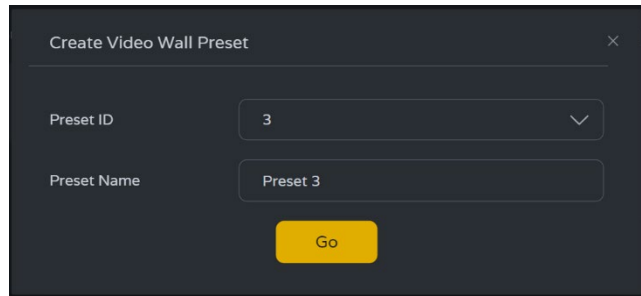 Create Video Wall Preset
Preset ID
3
Preset Name
Preset 3
Go